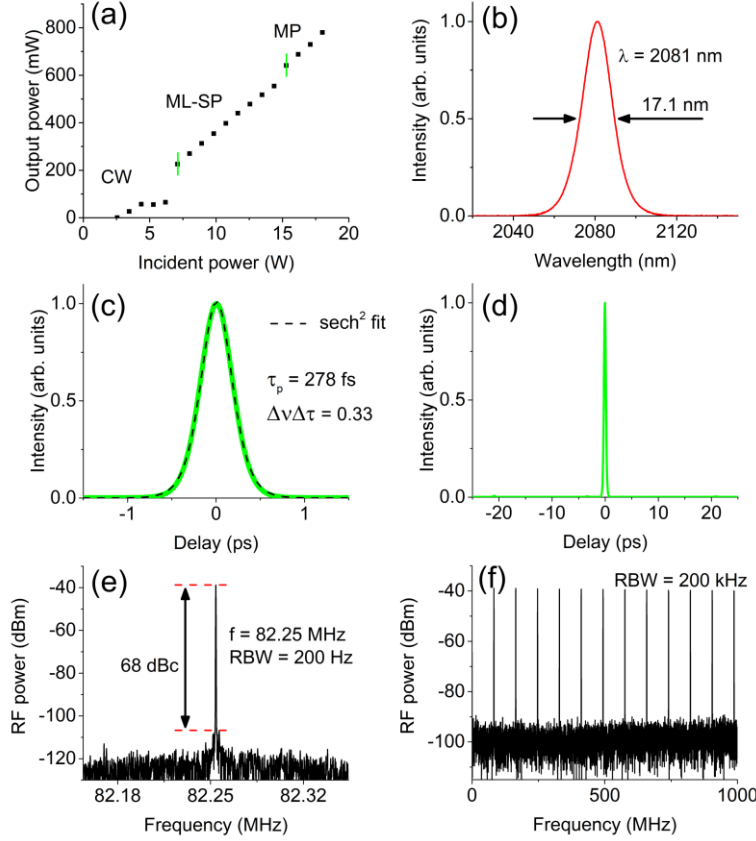 (a)
MP
ML-SP
CW
800
600
400
200
0
0 5 10 15 20
Output power (mW)
Incident power (W)
(b)
λ = 2081 nm
17.1 nm
1.0
0.5
0.0
2040 2080 2120
Intensity (arb. units)
Wavelength (nm)
(c)
sech² fit
τp = 278 fs
ΔνΔτ = 0.33
1.0
0.5
0.0
-1 0 1
Intensity (arb. units)
Delay (ps)
(d)
1.0
0.5
0.0
-20 -10 0 10 20
Intensity (arb. units)
Delay (ps)
(e)
f = 82.25 MHz
RBW = 200 Hz
68 dBc
-40
-60
-80
-100
-120
82.18 82.25 82.32
RF power (dBm)
Frequency (MHz)
(f)
RBW = 200 kHz
-40
-60
-80
-100
0 500 1000
RF power (dBm)
Frequency (MHz)